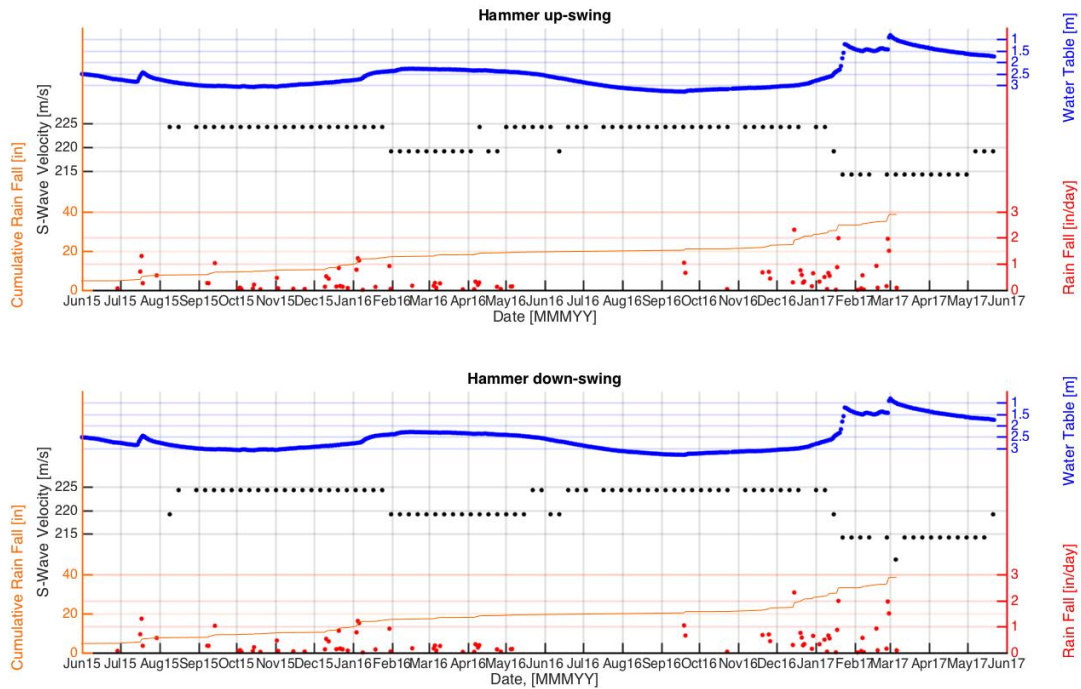 Hammer up-swing
Cumulative Rain Fall [in]
S-Wave Velocity [m/s]
225
220
215
40
20
0
1
1.5
2
2.5
3
Water Table [m]
3
2
1
0
Rain Fall [in/day]
Jun15 Jul15 Aug15 Sep15 Oct15 Nov15 Dec15 Jan16 Feb16 Mar16 Apr16 May16 Jun16 Jul16 Aug16 Sep16 Oct16 Nov16 Dec16 Jan17 Feb17 Mar17 Apr17 May17 Jun17
Date [MMMYY]
Hammer down-swing
Cumulative Rain Fall [in]
S-Wave Velocity [m/s]
225
220
215
40
20
0
1
1.5
2
2.5
3
Water Table [m]
3
2
1
0
Rain Fall [in/day]
Jun15 Jul15 Aug15 Sep15 Oct15 Nov15 Dec15 Jan16 Feb16 Mar16 Apr16 May16 Jun16 Jul16 Aug16 Sep16 Oct16 Nov16 Dec16 Jan17 Feb17 Mar17 Apr17 May17 Jun17
Date, [MMMYY]